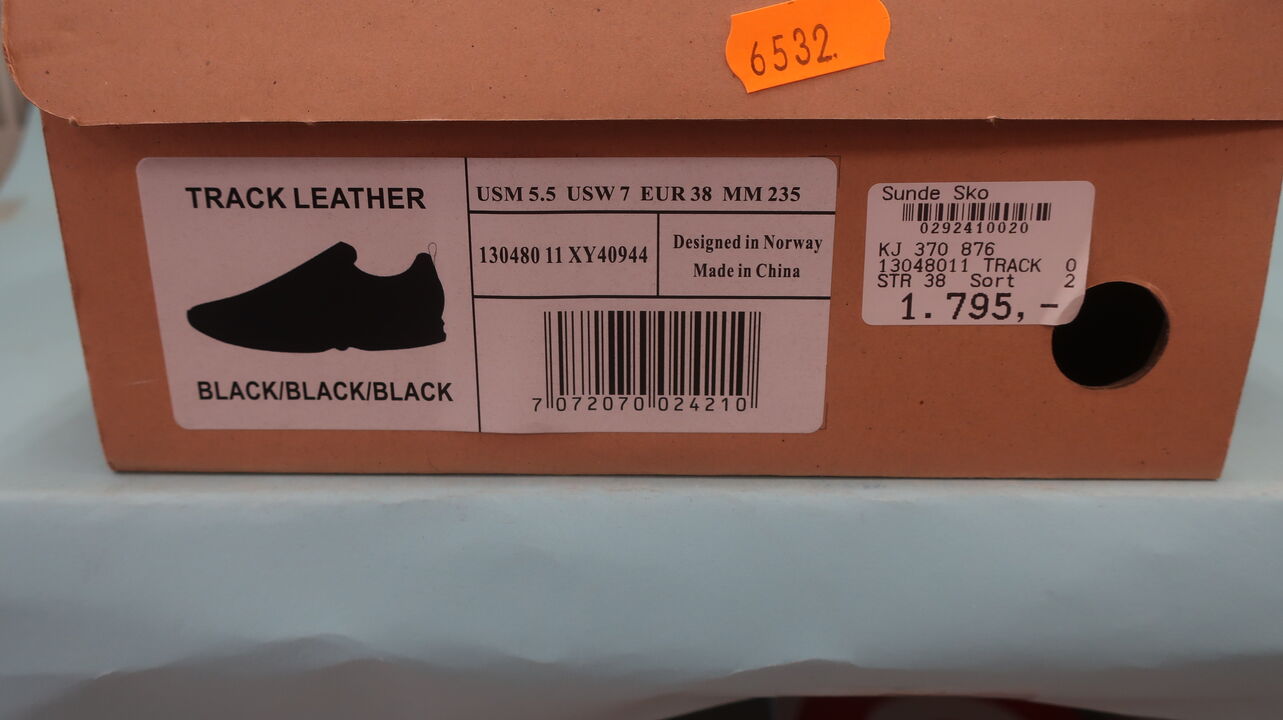 6532.
TRACK LEATHER
BLACK/BLACK/BLACK
USM 5.5 USW 7 EUR 38 MM 235
130480 11 XY40944
Designed in Norway
Made in China
7 072070 024210
Sunde Sko
0292410020
KJ 370 876
13048011 TRACK 0
STR 38 Sort 2
1.795,-